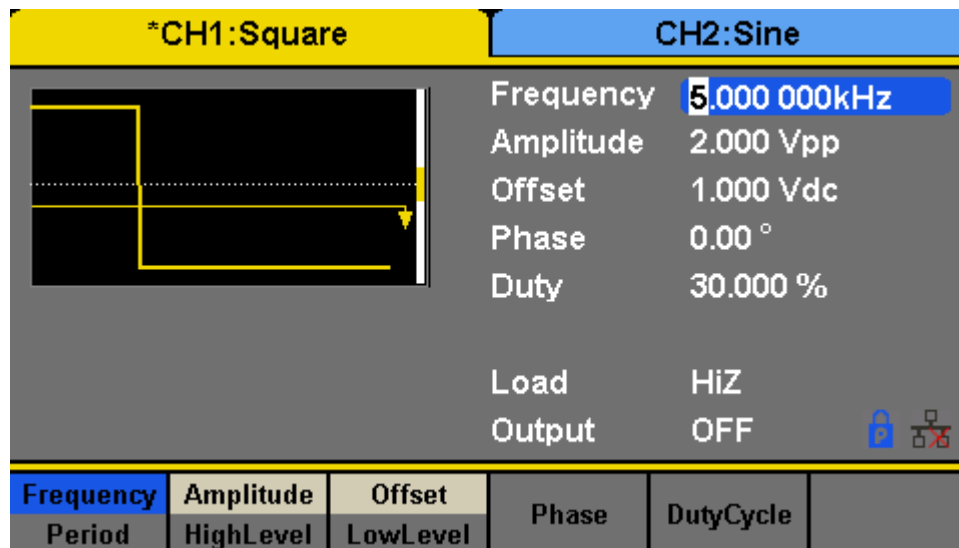 *CH1:Square CH2:Sine
Frequency 5.000 000kHz
Amplitude 2.000 Vpp
Offset 1.000 Vdc
Phase 0.00 °
Duty 30.000 %
Load HiZ
Output OFF
P
Frequency Amplitude Offset Phase DutyCycle
Period HighLevel LowLevel